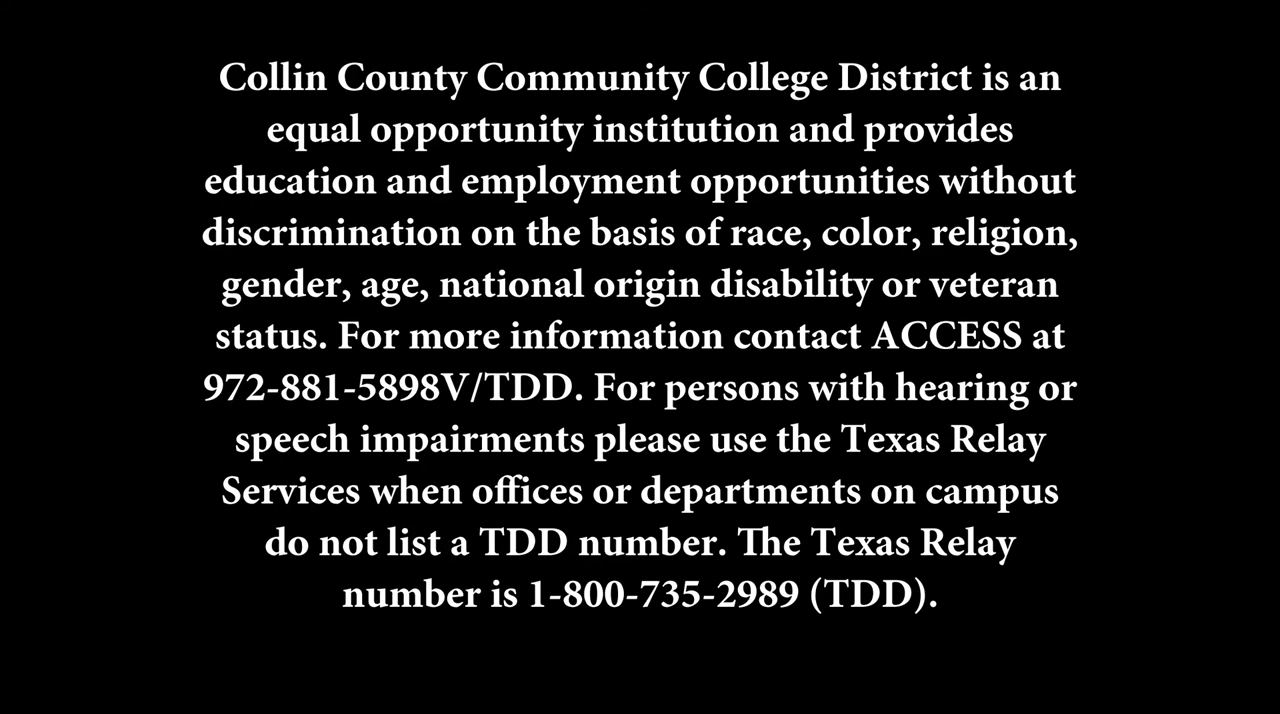 Collin County Community College District is an
equal opportunity institution and provides
education and employment opportunities without
discrimination on the basis of race, color, religion,
gender, age, national origin disability or veteran
status. For more information contact ACCESS at
972-881-5898V/TDD. For persons with hearing or
speech impairments please use the Texas Relay
Services when offices or departments on campus
do not list a TDD number. The Texas Relay
number is 1-800-735-2989 (TDD).